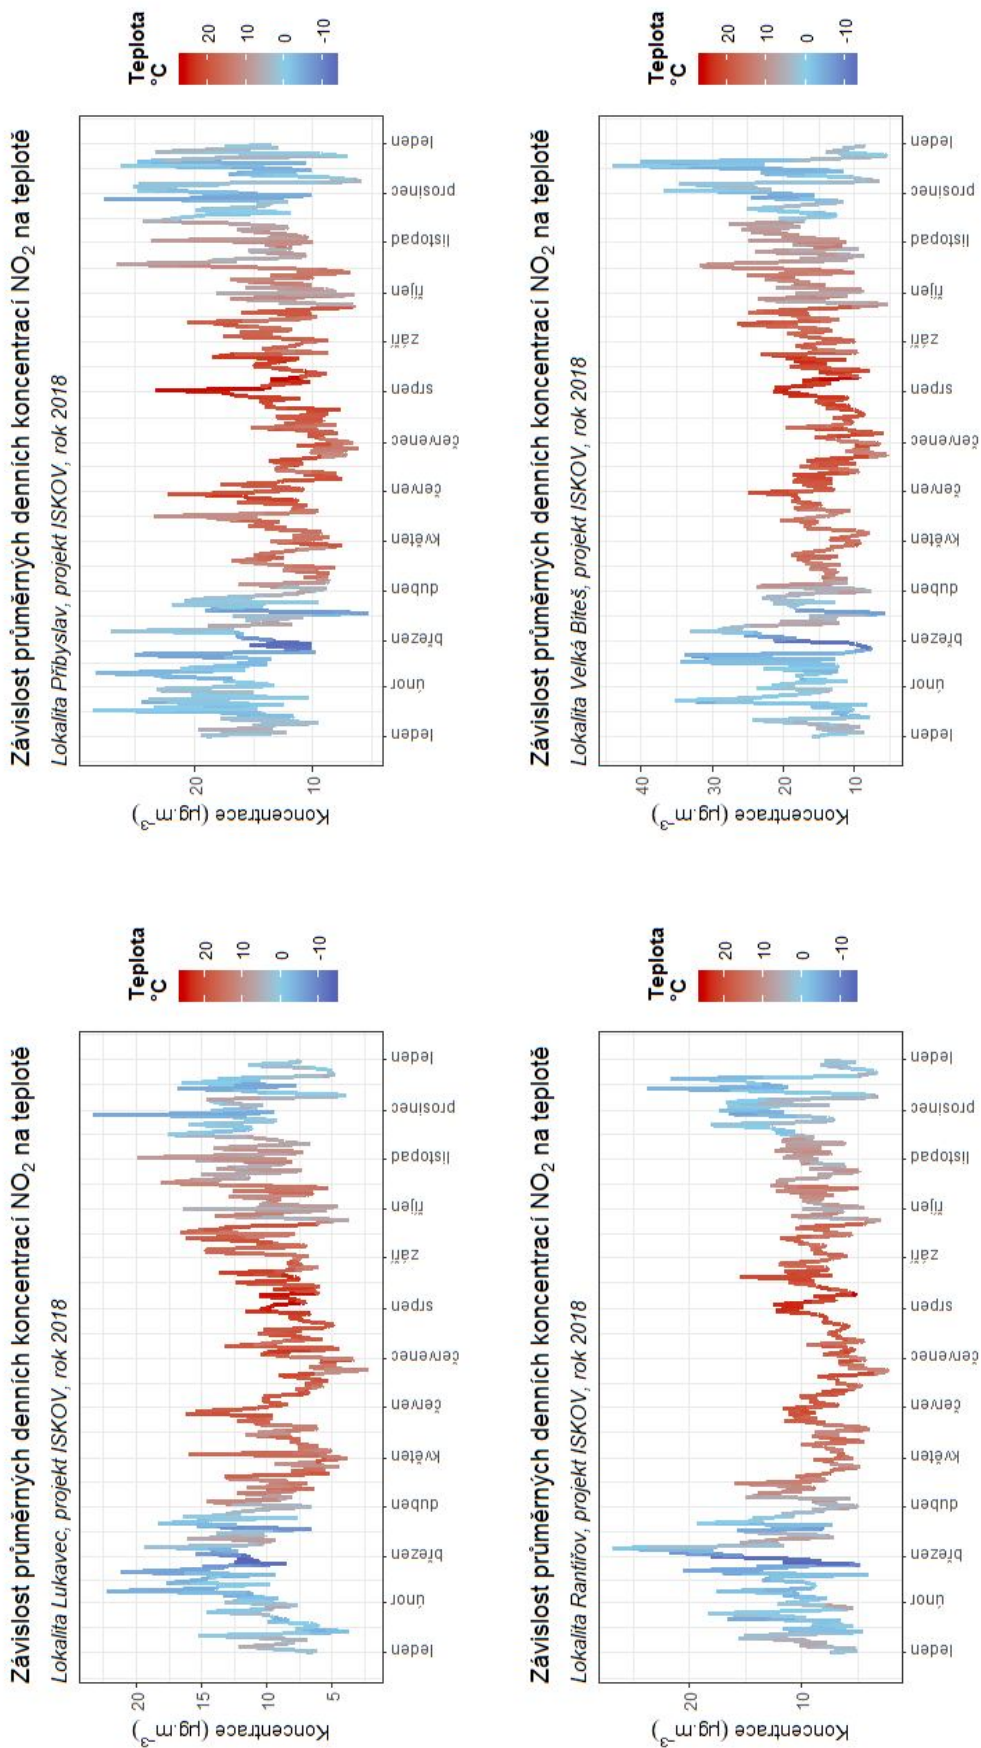 Závislost průměrných denních koncentrací NO₂ na teplotě
Lokalita Lukavec, projekt ISKOV, rok 2018
Koncentrace (µg.m⁻³)
20
15
10
5
leden
únor
březen
duben
květen
červen
červenec
srpen
září
říjen
listopad
prosinec
leden
Teplota
°C
20
10
0
-10
Závislost průměrných denních koncentrací NO₂ na teplotě
Lokalita Přibyslav, projekt ISKOV, rok 2018
Koncentrace (µg.m⁻³)
20
10
leden
únor
březen
duben
květen
červen
červenec
srpen
září
říjen
listopad
prosinec
leden
Teplota
°C
20
10
0
-10
Závislost průměrných denních koncentrací NO₂ na teplotě
Lokalita Rantířov, projekt ISKOV, rok 2018
Koncentrace (µg.m⁻³)
20
10
leden
únor
březen
duben
květen
červen
červenec
srpen
září
říjen
listopad
prosinec
leden
Teplota
°C
20
10
0
-10
Závislost průměrných denních koncentrací NO₂ na teplotě
Lokalita Velká Bíteš, projekt ISKOV, rok 2018
Koncentrace (µg.m⁻³)
40
30
20
10
leden
únor
březen
duben
květen
červen
červenec
srpen
září
říjen
listopad
prosinec
leden
Teplota
°C
20
10
0
-10